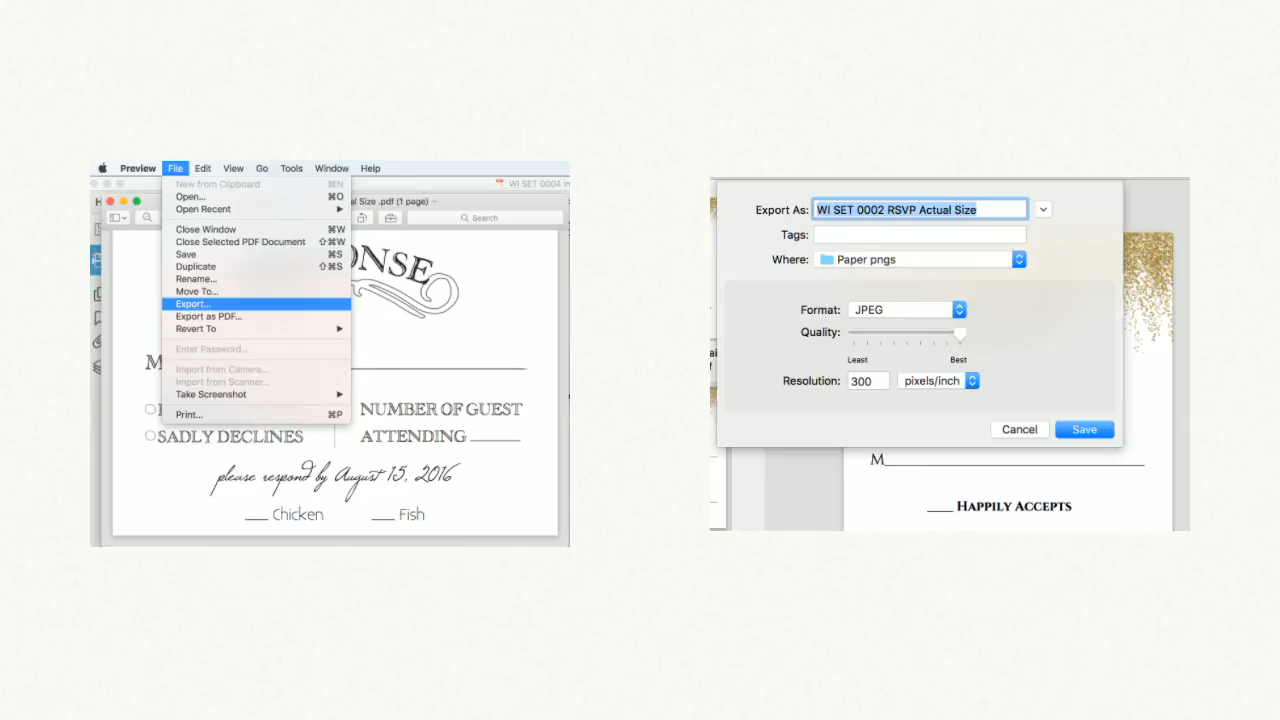 Preview File Edit View Go Tools Window Help
WI SET 0004
al Size .pdf (1 page)
Search
New from Clipboard ⌘N
Open... ⌘O
Open Recent
Close Window ⌘W
Close Selected PDF Document ⇧⌘W
Save ⌘S
Duplicate ⇧⌘S
Rename...
Move To...
Export...
Export as PDF...
Revert To
Enter Password...
Import from Camera...
Import from Scanner...
Take Screenshot
Print... ⌘P
ONSE
M
NUMBER OF GUEST
SADLY DECLINES ATTENDING
please respond by August 15, 2016
Chicken Fish
Export As: WI SET 0002 RSVP Actual Size
Tags:
Where: Paper pngs
Format: JPEG
Quality:
Least Best
Resolution: 300 pixels/inch
Cancel Save
M
Happily Accepts